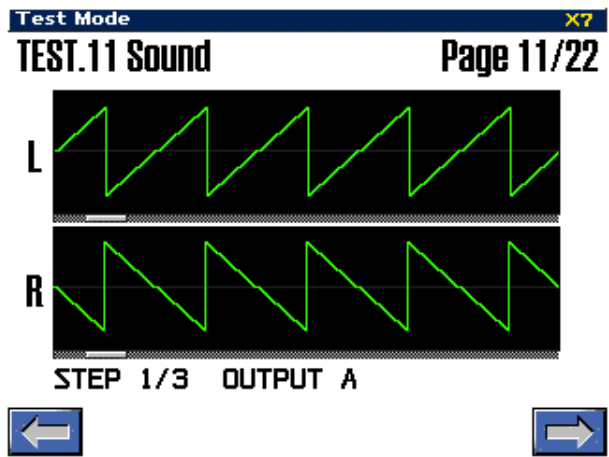 Test Mode X7
TEST.11 Sound Page 11/22
L
R
STEP 1/3 OUTPUT A